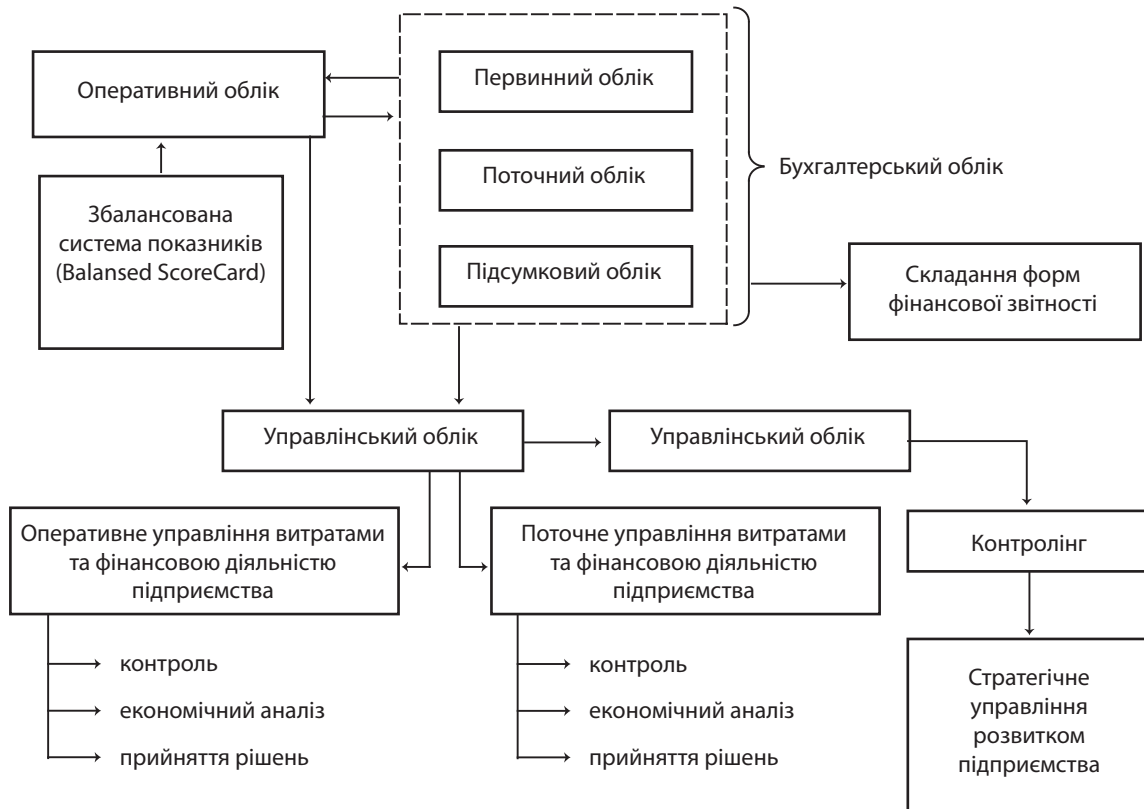 Оперативний облік
Первинний облік
Поточний облік
Підсумковий облік
Бухгалтерський облік
Збалансована
система показників
(Balansed ScoreCard)
Складання форм
фінансової звітності
Управлінський облік
Управлінський облік
Оперативне управління витратами
та фінансовою діяльністю
підприємства
Поточне управління витратами
та фінансовою діяльністю
підприємства
Контролінг
контроль
економічний аналіз
прийняття рішень
контроль
економічний аналіз
прийняття рішень
Стратегічне
управління
розвитком
підприємства